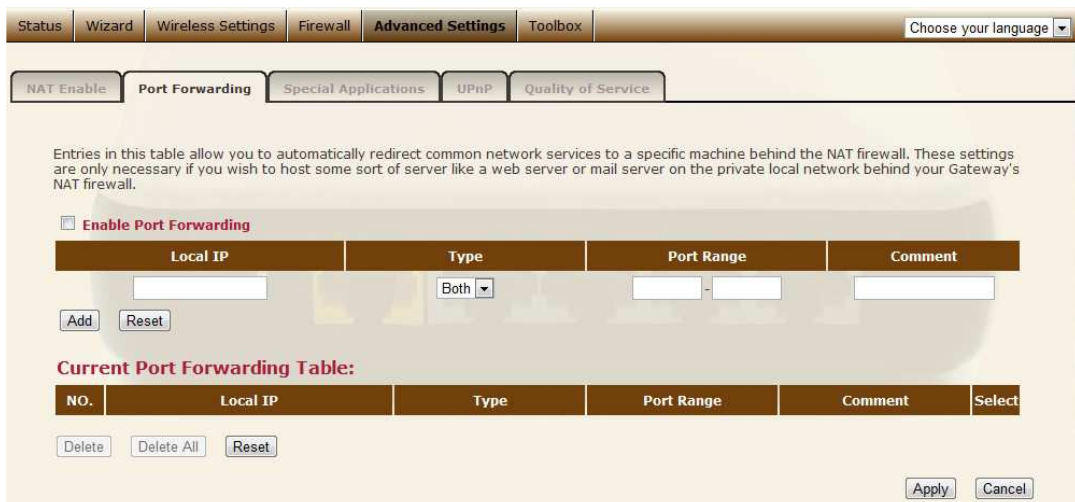 Status Wizard Wireless Settings Firewall Advanced Settings Toolbox Choose your language
NAT Enable Port Forwarding Special Applications UPnP Quality of Service
Entries in this table allow you to automatically redirect common network services to a specific machine behind the NAT firewall. These settings
are only necessary if you wish to host some sort of server like a web server or mail server on the private local network behind your Gateway's
NAT firewall.
Enable Port Forwarding
Local IP Type Port Range Comment
Both -
Add Reset
Current Port Forwarding Table:
NO. Local IP Type Port Range Comment Select
Delete Delete All Reset
Apply Cancel